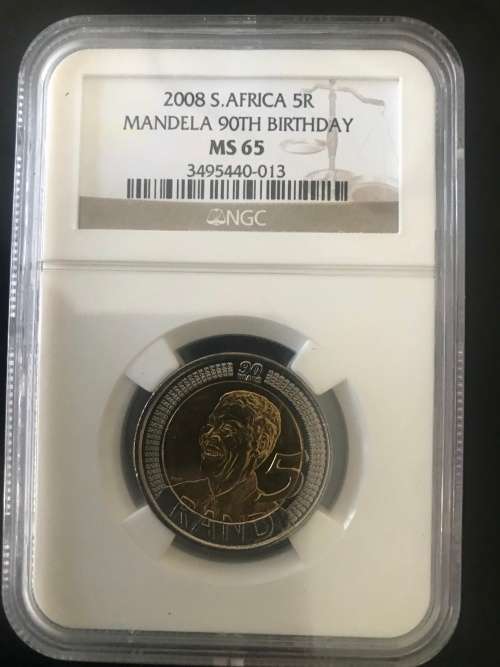 2008 S.AFRICA 5R
MANDELA 90TH BIRTHDAY
MS 65
3495440-013
NGC
90
5
RAND